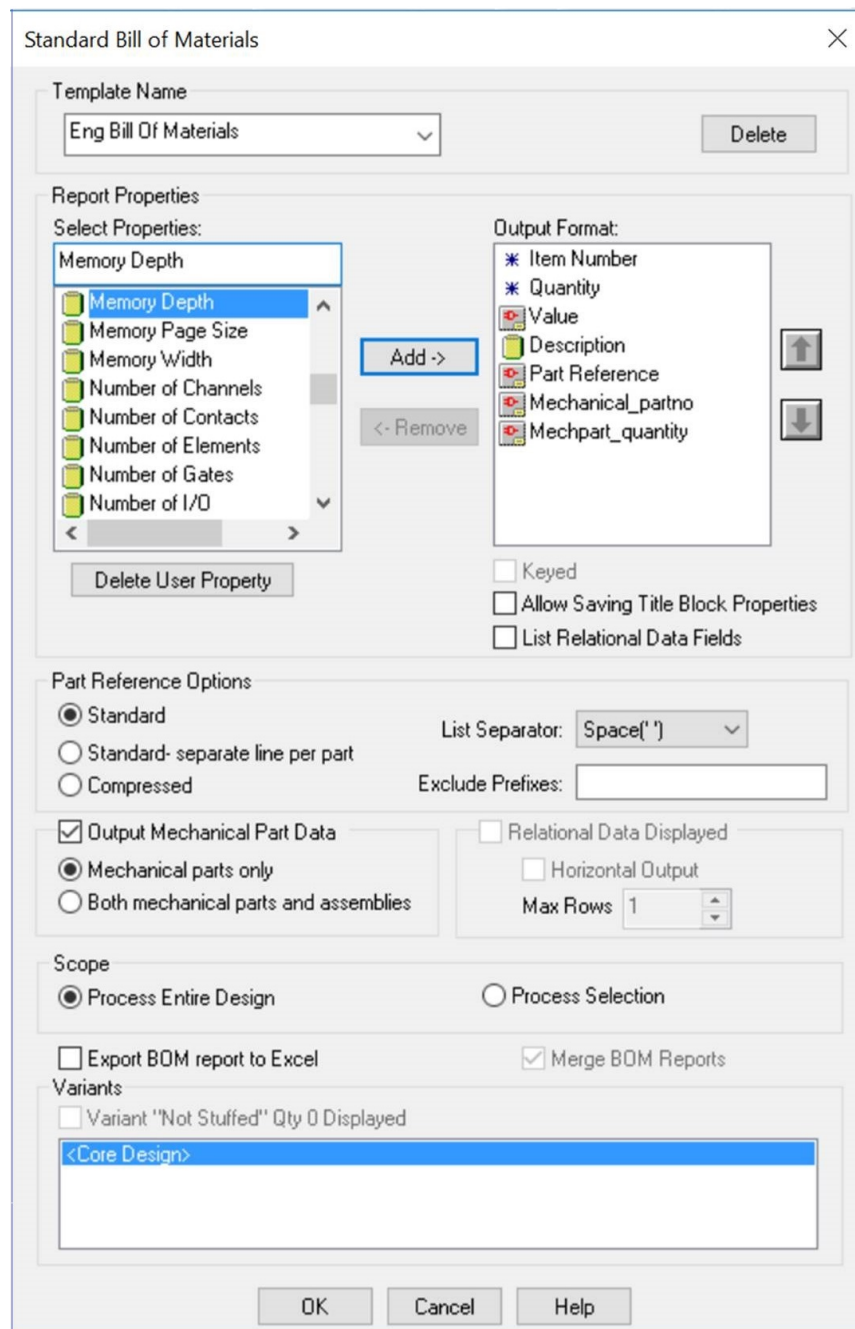 Standard Bill of Materials
Template Name
Eng Bill Of Materials
Delete
Report Properties
Select Properties:
Memory Depth
Memory Depth
Memory Page Size
Memory Width
Number of Channels
Number of Contacts
Number of Elements
Number of Gates
Number of I/O
Delete User Property
Add ->
<- Remove
Output Format:
Item Number
Quantity
Value
Description
Part Reference
Mechanical_partno
Mechpart_quantity
Keyed
Allow Saving Title Block Properties
List Relational Data Fields
Part Reference Options
Standard
Standard- separate line per part
Compressed
List Separator: Space(' ')
Exclude Prefixes:
Output Mechanical Part Data
Mechanical parts only
Both mechanical parts and assemblies
Relational Data Displayed
Horizontal Output
Max Rows 1
Scope
Process Entire Design
Process Selection
Export BOM report to Excel
Merge BOM Reports
Variants
Variant "Not Stuffed" Qty 0 Displayed
<Core Design>
OK
Cancel
Help